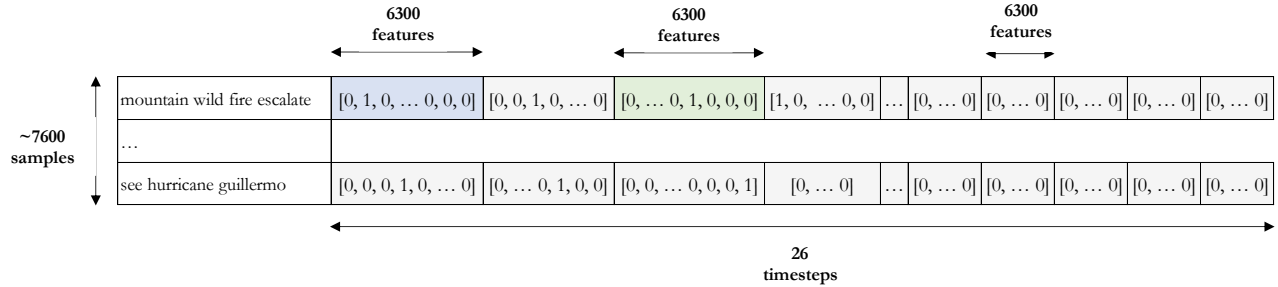 6300
features
6300
features
6300
features
mountain wild fire escalate [0, 1, 0, … 0, 0, 0] [0, 0, 1, 0, … 0] [0, … 0, 1, 0, 0, 0] [1, 0, … 0, 0] … [0, … 0] [0, … 0] [0, … 0] [0, … 0] [0, … 0]
~7600
samples
…
see hurricane guillermo [0, 0, 0, 1, 0, … 0] [0, … 0, 1, 0, 0] [0, 0, … 0, 0, 0, 1] [0, … 0] … [0, … 0] [0, … 0] [0, … 0] [0, … 0] [0, … 0]
26
timesteps